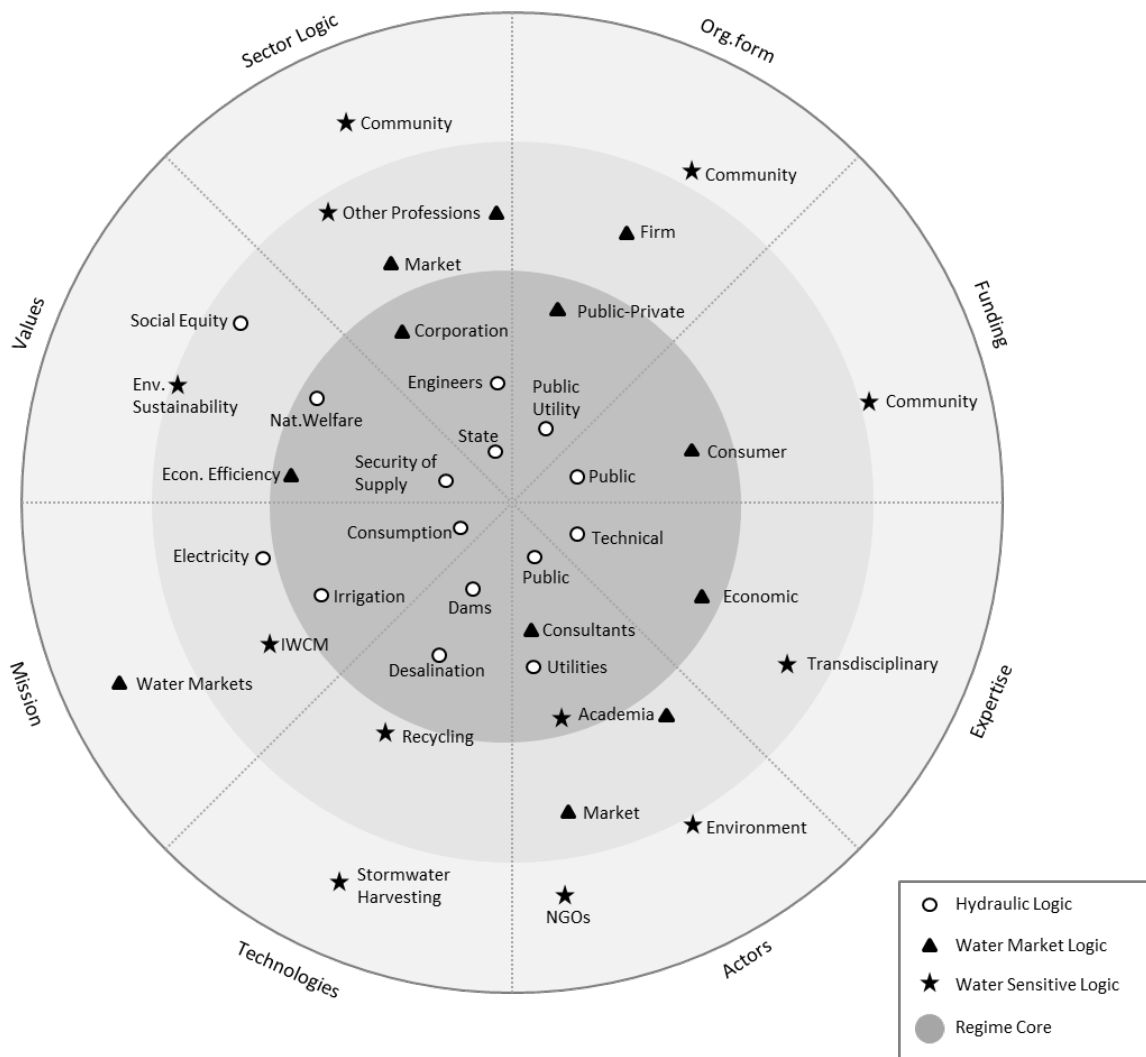 Sector Logic
Org.form
Community
Community
Other Professions
Firm
Market
Funding
Values
Social Equity
Corporation
Public-Private
Env.
Sustainability
Engineers
Public
Utility
Nat.Welfare
Community
State
Consumer
Econ. Efficiency
Security of
Supply
Public
Consumption
Technical
Electricity
Public
Irrigation
Dams
Economic
IWCM
Consultants
Desalination
Utilities
Transdisciplinary
Mission
Water Markets
Expertise
Recycling
Academia
Market
Environment
Stormwater
Harvesting
NGOs
Technologies
Actors
Hydraulic Logic
Water Market Logic
Water Sensitive Logic
Regime Core